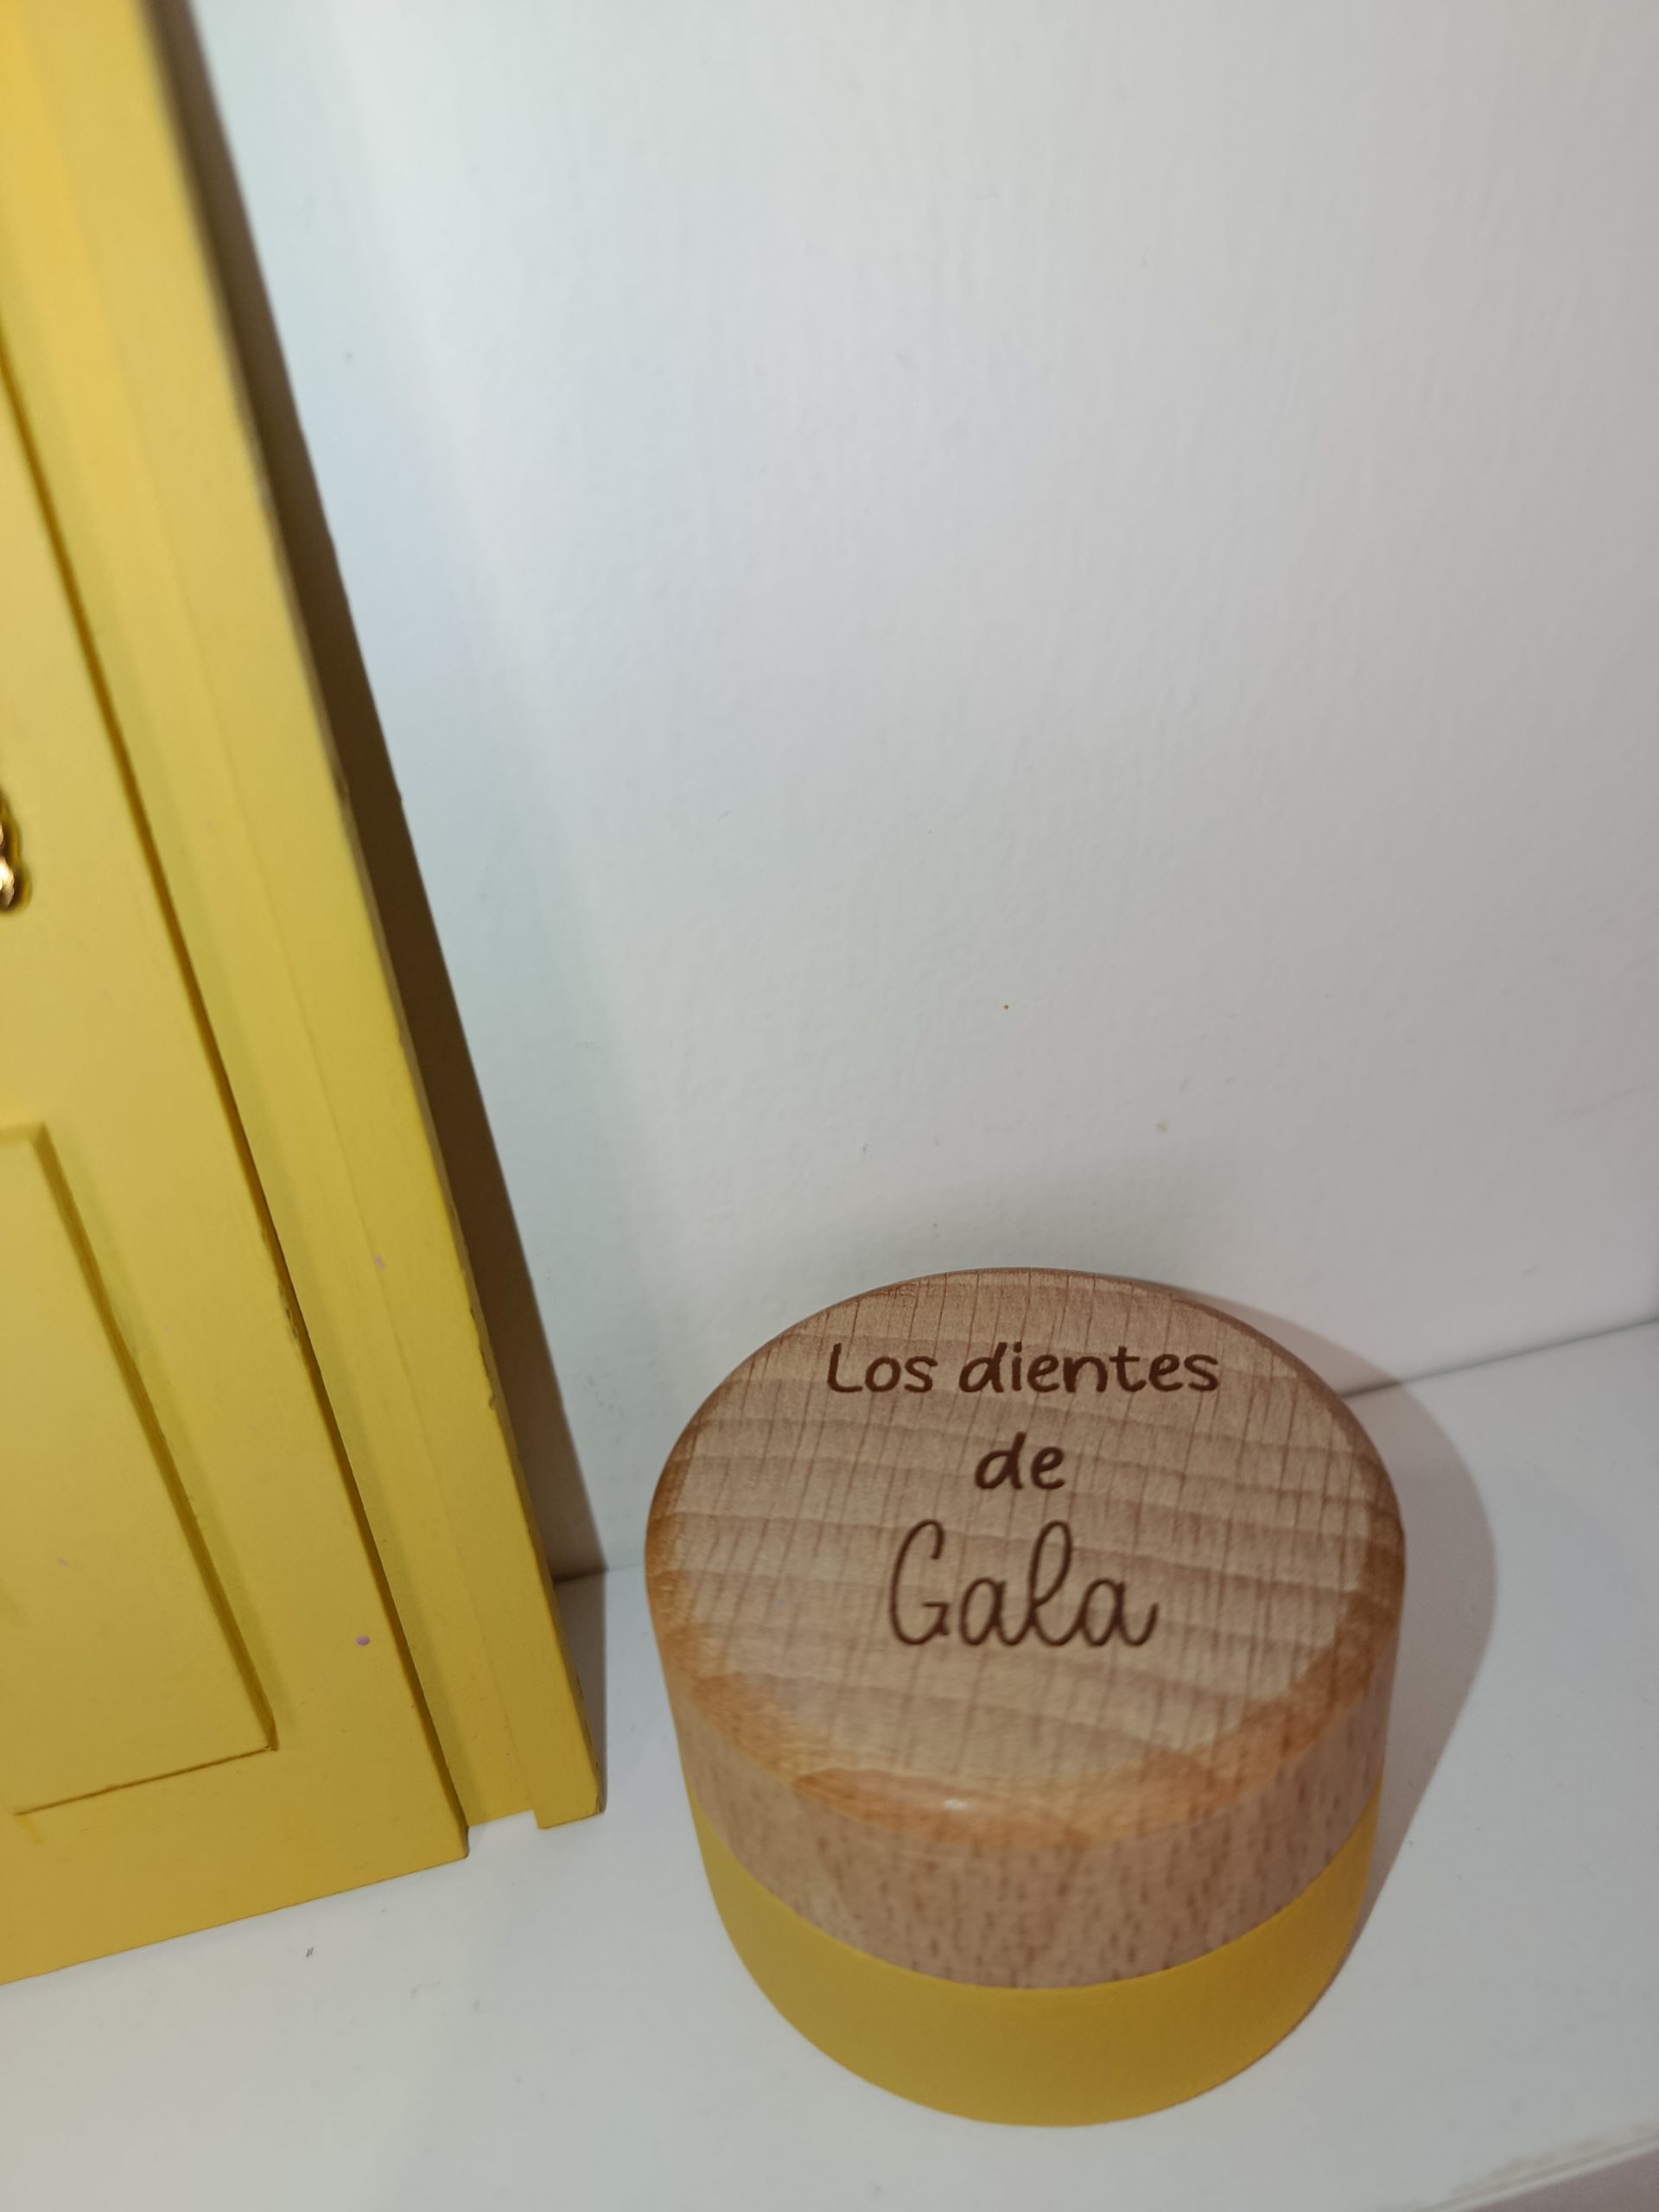 Los dientes
de
Gala